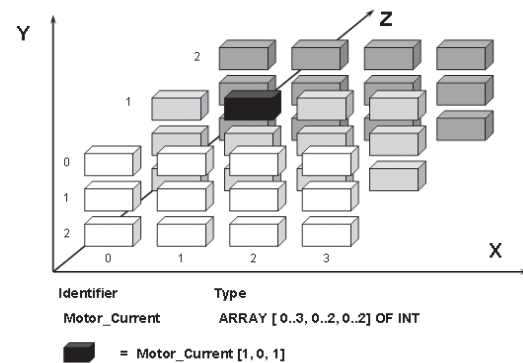 Y
Z
2
1
0
1
2
0 1 2 3
X
Identifier Type
Motor_Current ARRAY [ 0..3, 0..2, 0..2] OF INT
= Motor_Current [1, 0, 1]